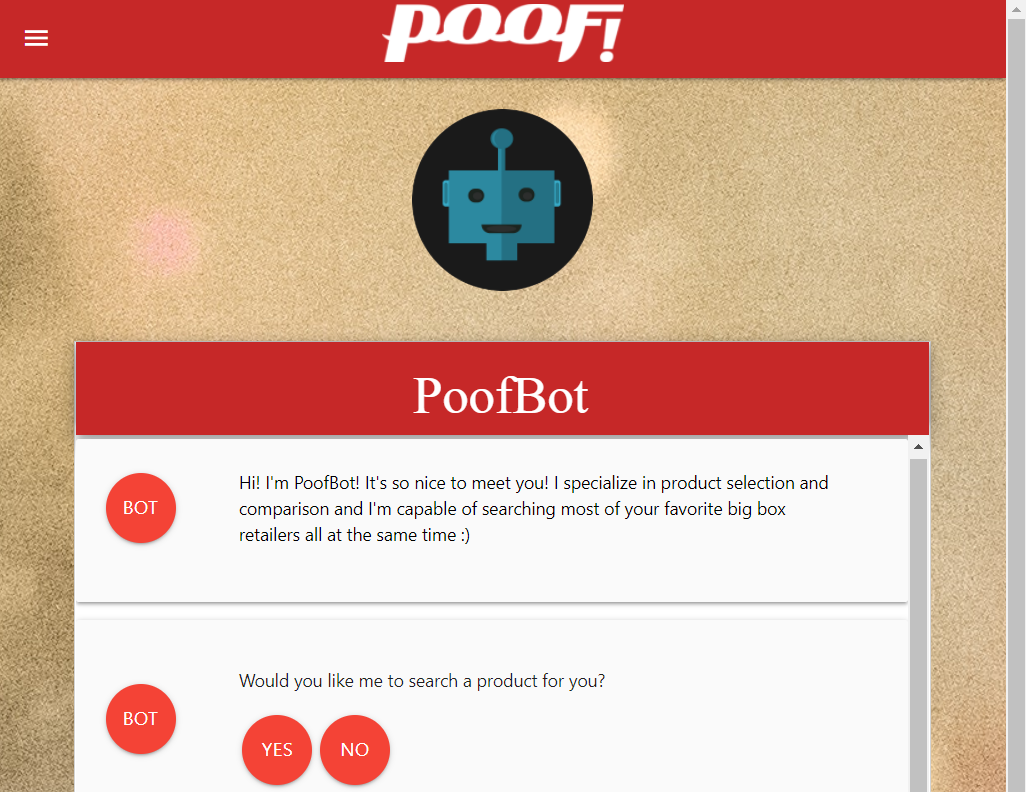 POOF!
PoofBot
BOT
Hi! I'm PoofBot! It's so nice to meet you! I specialize in product selection and
comparison and I'm capable of searching most of your favorite big box
retailers all at the same time :)
BOT
Would you like me to search a product for you?
YES NO